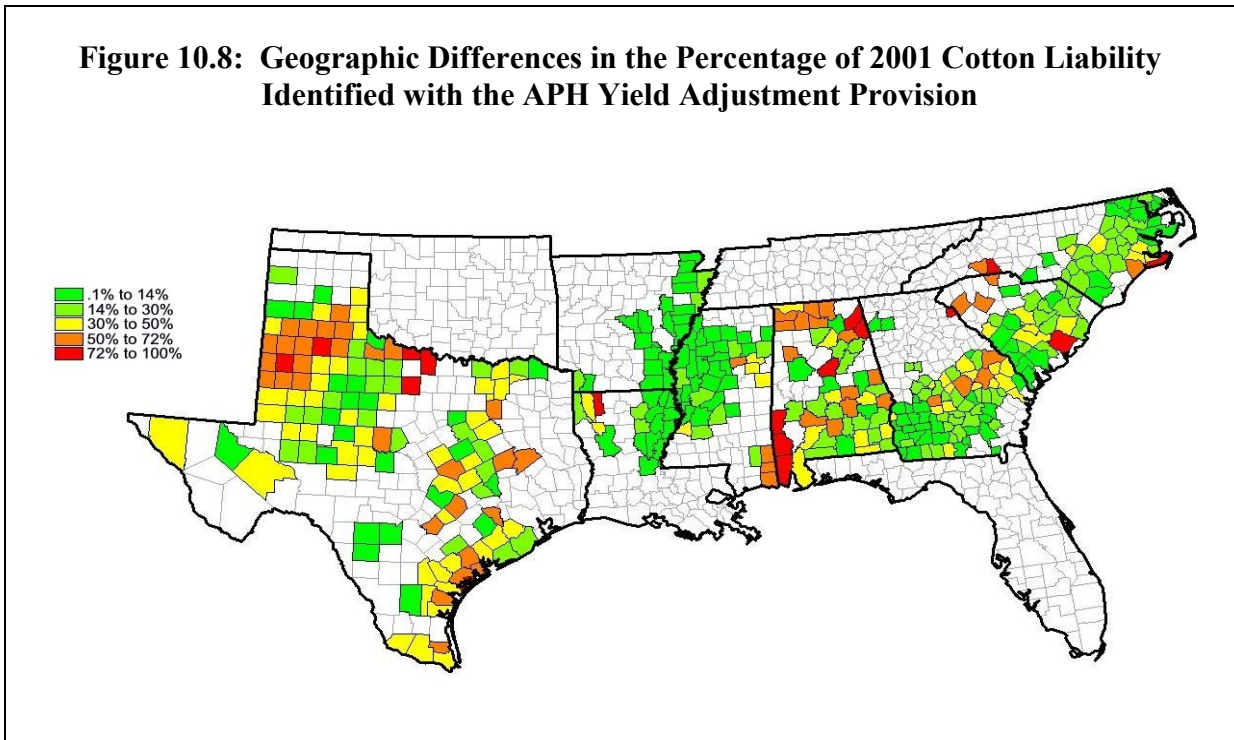 Figure 10.8: Geographic Differences in the Percentage of 2001 Cotton Liability
Identified with the APH Yield Adjustment Provision
.1% to 14%
14% to 30%
30% to 50%
50% to 72%
72% to 100%